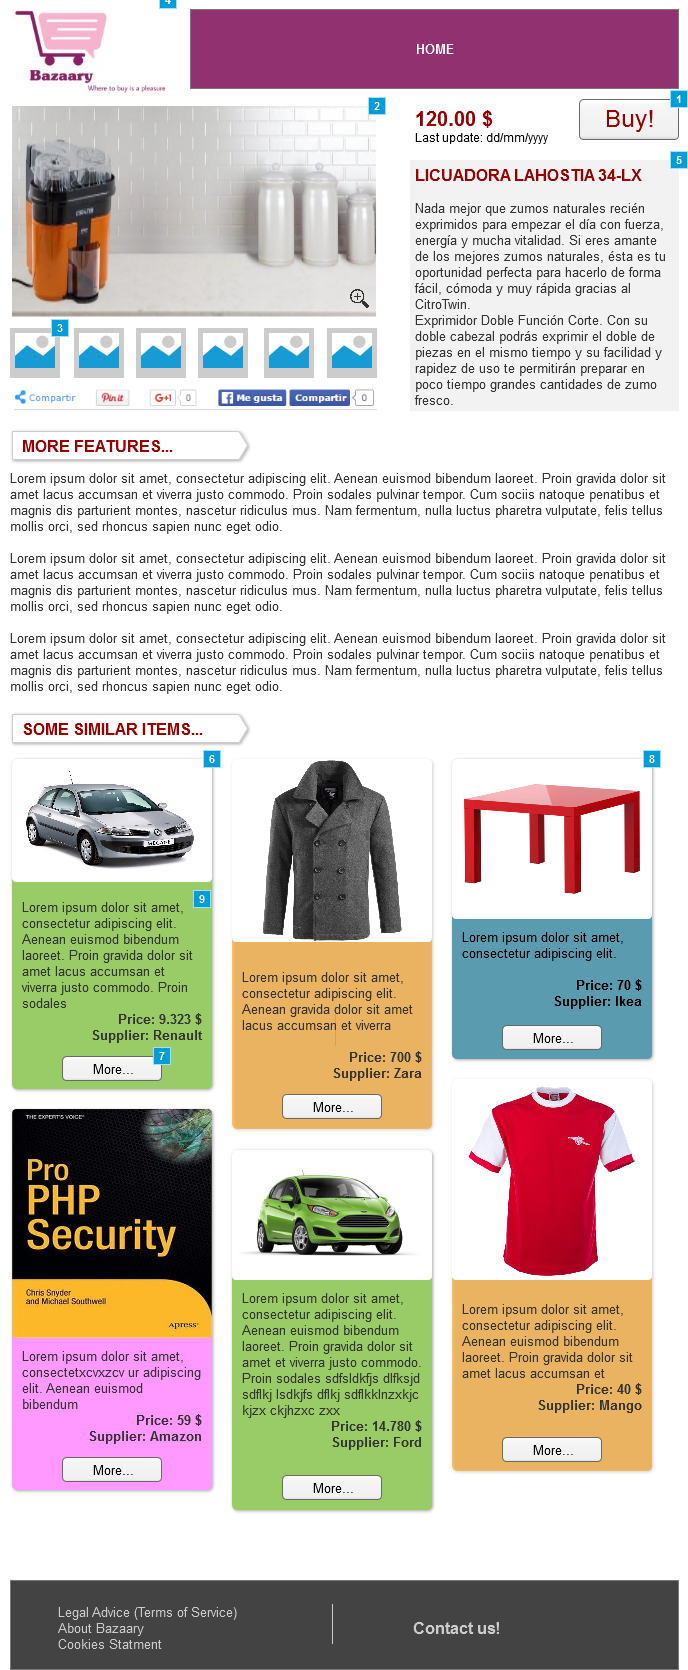 4
Bazaary
Where to buy is a pleasure
HOME
2
1
120.00 $
Last update: dd/mm/yyyy
Buy!
5
LICUADORA LAHOSTIA 34-LX
Nada mejor que zumos naturales recién
exprimidos para empezar el día con fuerza,
energía y mucha vitalidad. Si eres amante
de los mejores zumos naturales, ésta es tu
oportunidad perfecta para hacerlo de forma
fácil, cómoda y muy rápida gracias al
CitroTwin.
Exprimidor Doble Función Corte. Con su
doble cabezal podrás exprimir el doble de
piezas en el mismo tiempo y su facilidad y
rapidez de uso te permitirán preparar en
poco tiempo grandes cantidades de zumo
fresco.
3
Compartir
Pin it
G+1
0
Me gusta
Compartir
0
MORE FEATURES...
Lorem ipsum dolor sit amet, consectetur adipiscing elit. Aenean euismod bibendum laoreet. Proin gravida dolor sit
amet lacus accumsan et viverra justo commodo. Proin sodales pulvinar tempor. Cum sociis natoque penatibus et
magnis dis parturient montes, nascetur ridiculus mus. Nam fermentum, nulla luctus pharetra vulputate, felis tellus
mollis orci, sed rhoncus sapien nunc eget odio.
Lorem ipsum dolor sit amet, consectetur adipiscing elit. Aenean euismod bibendum laoreet. Proin gravida dolor sit
amet lacus accumsan et viverra justo commodo. Proin sodales pulvinar tempor. Cum sociis natoque penatibus et
magnis dis parturient montes, nascetur ridiculus mus. Nam fermentum, nulla luctus pharetra vulputate, felis tellus
mollis orci, sed rhoncus sapien nunc eget odio.
Lorem ipsum dolor sit amet, consectetur adipiscing elit. Aenean euismod bibendum laoreet. Proin gravida dolor sit
amet lacus accumsan et viverra justo commodo. Proin sodales pulvinar tempor. Cum sociis natoque penatibus et
magnis dis parturient montes, nascetur ridiculus mus. Nam fermentum, nulla luctus pharetra vulputate, felis tellus
mollis orci, sed rhoncus sapien nunc eget odio.
SOME SIMILAR ITEMS...
6
MEGANE
9
Lorem ipsum dolor sit amet,
consectetur adipiscing elit.
Aenean euismod bibendum
laoreet. Proin gravida dolor sit
amet lacus accumsan et
viverra justo commodo. Proin
sodales
Price: 9.323 $
Supplier: Renault
7
More...
THE EXPERT'S VOICE®
Pro
PHP
Security
Chris Snyder
and Michael Southwell
Apress®
Lorem ipsum dolor sit amet,
consectetxcvxzcv ur adipiscing
elit. Aenean euismod
bibendum
Price: 59 $
Supplier: Amazon
More...
Lorem ipsum dolor sit amet,
consectetur adipiscing elit.
Aenean gravida dolor sit amet
lacus accumsan et viverra
Price: 700 $
Supplier: Zara
More...
Lorem ipsum dolor sit amet,
consectetur adipiscing elit.
Aenean euismod bibendum
laoreet. Proin gravida dolor sit
amet et viverra justo commodo.
Proin sodales sdfsldkfjs dlfksjd
sdflkj lsdkjfs dflkj sdflkklnzxkjc
kjzx ckjhzxc zxx
Price: 14.780 $
Supplier: Ford
More...
8
Lorem ipsum dolor sit amet,
consectetur adipiscing elit.
Price: 70 $
Supplier: Ikea
More...
Lorem ipsum dolor sit amet,
consectetur adipiscing elit.
Aenean euismod bibendum
laoreet. Proin gravida dolor sit
amet lacus accumsan et
Price: 40 $
Supplier: Mango
More...
Legal Advice (Terms of Service)
About Bazaary
Cookies Statment
Contact us!